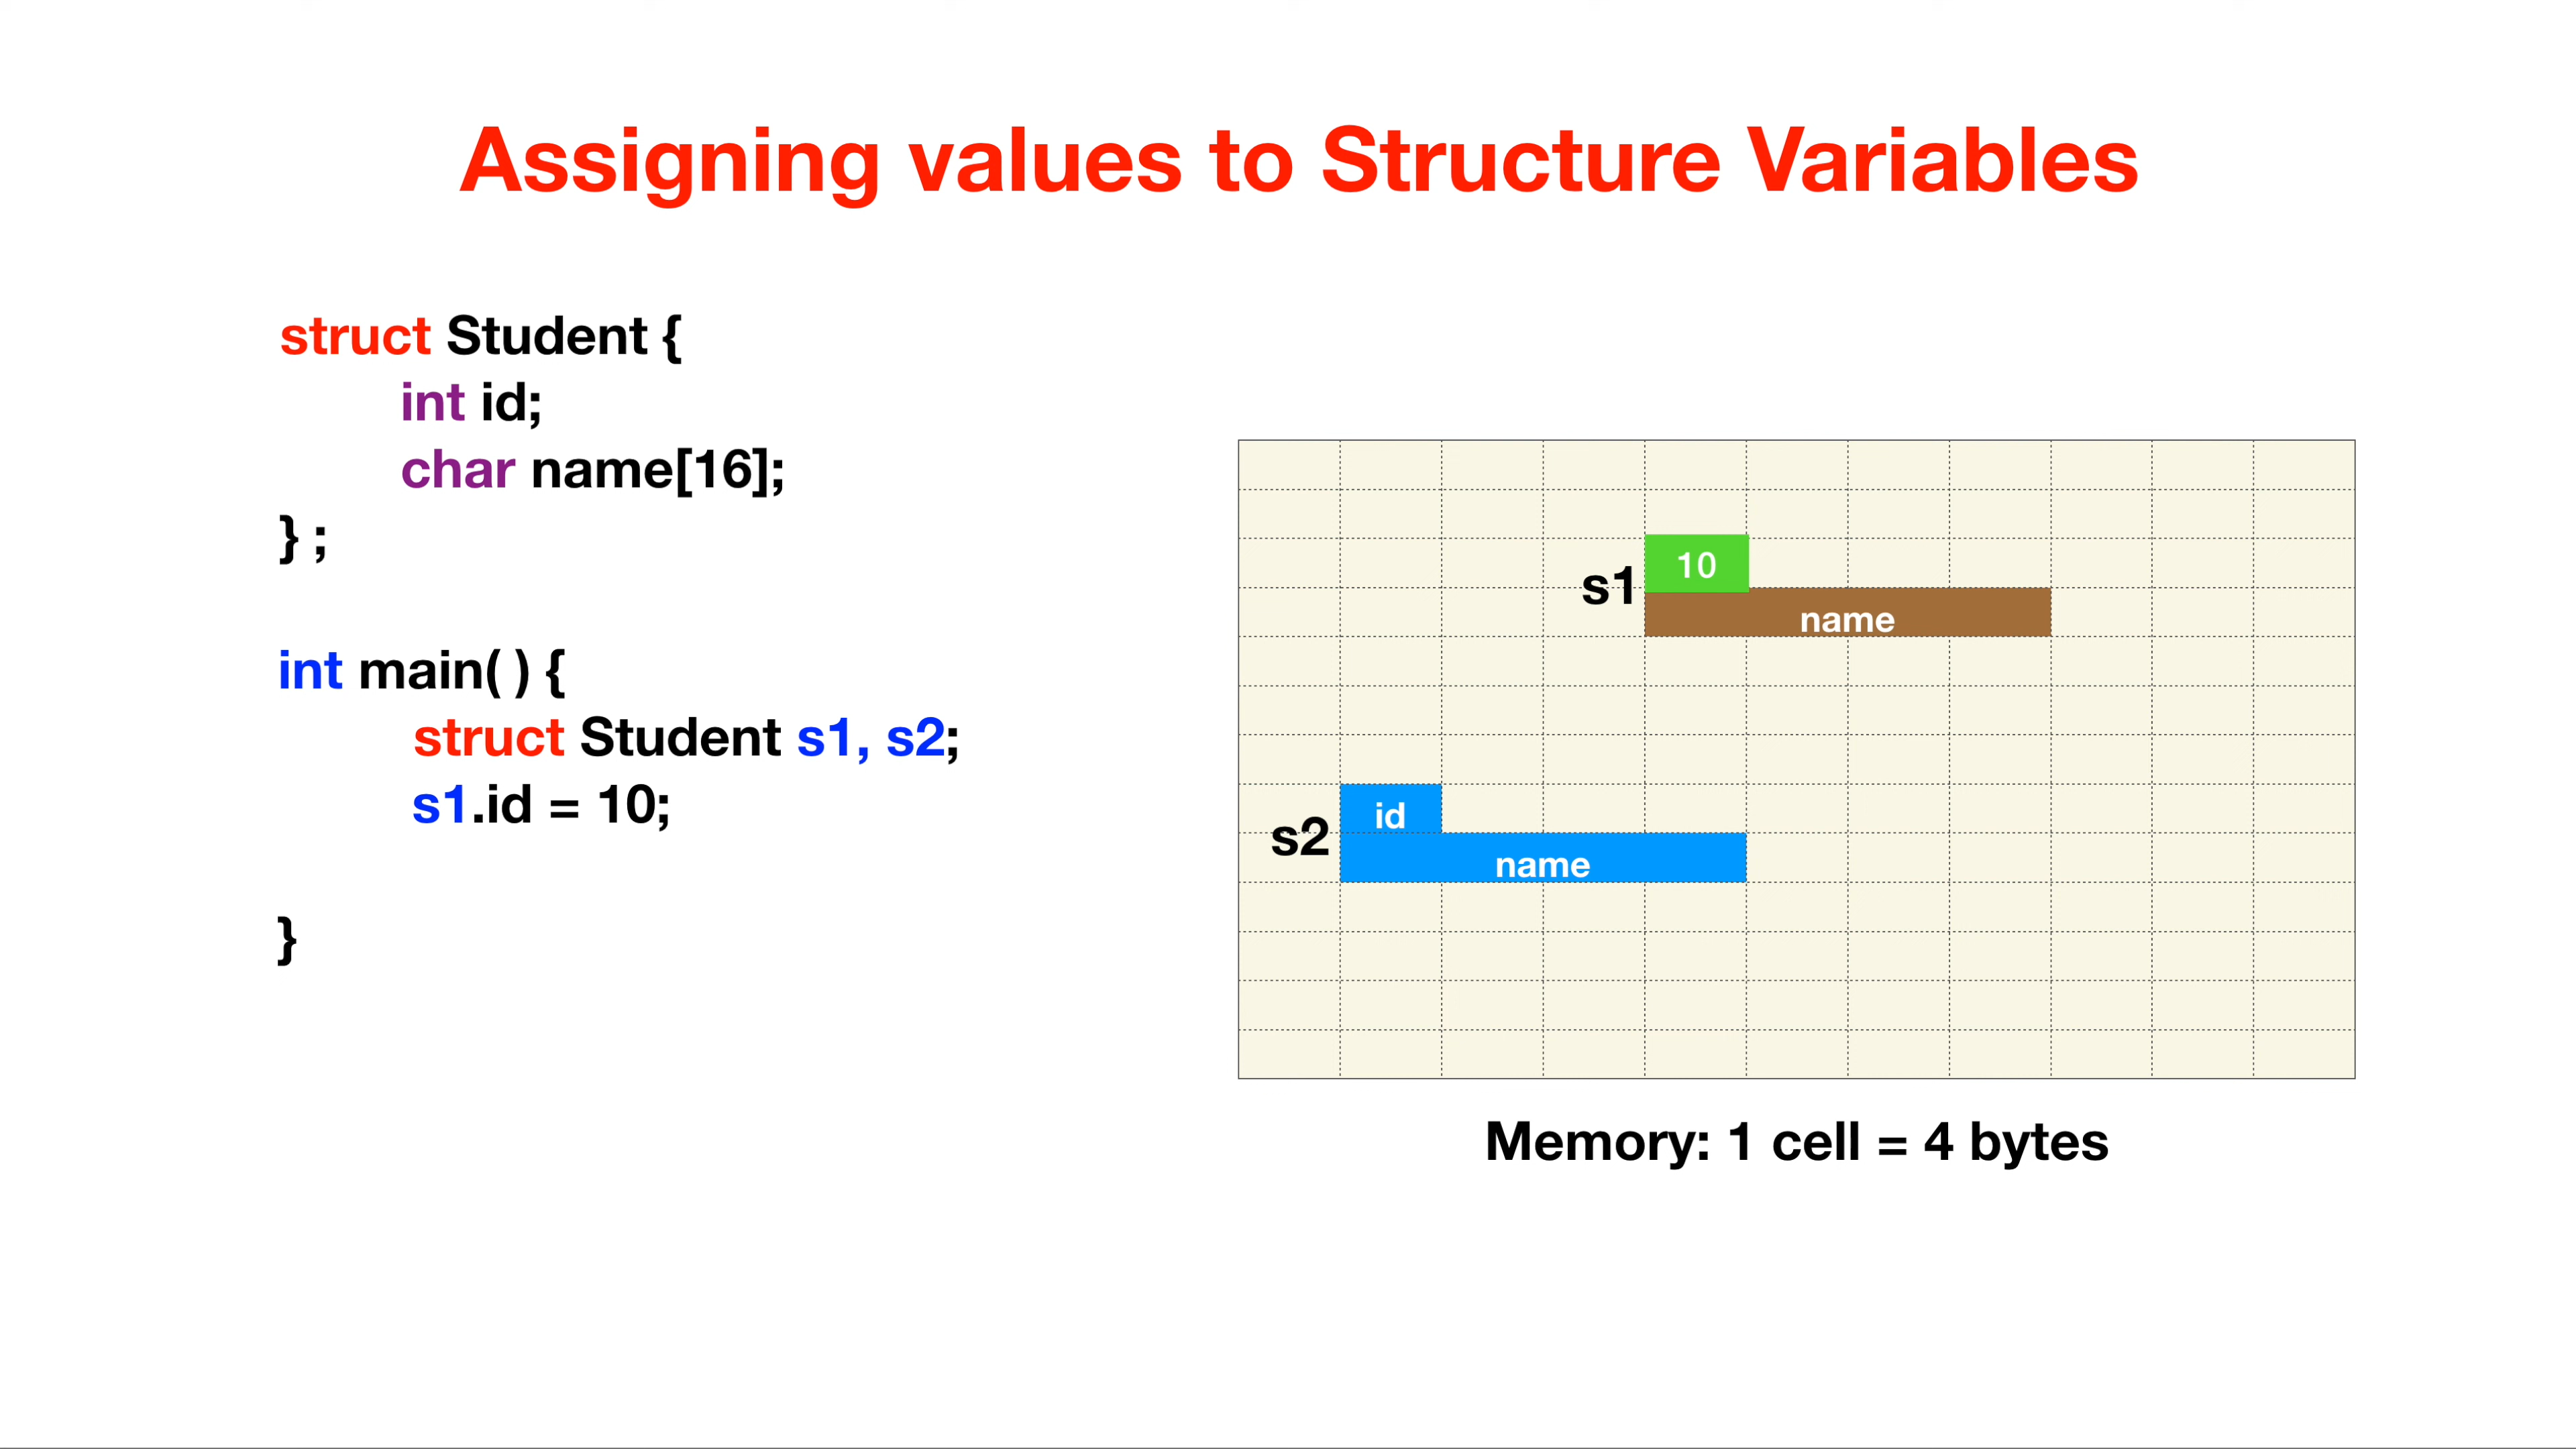 Assigning values to Structure Variables
struct Student {
int id;
char name[16];
} ;
int main( ) {
struct Student s1, s2;
s1.id = 10;
}
s1
10
name
s2
id
name
Memory: 1 cell = 4 bytes